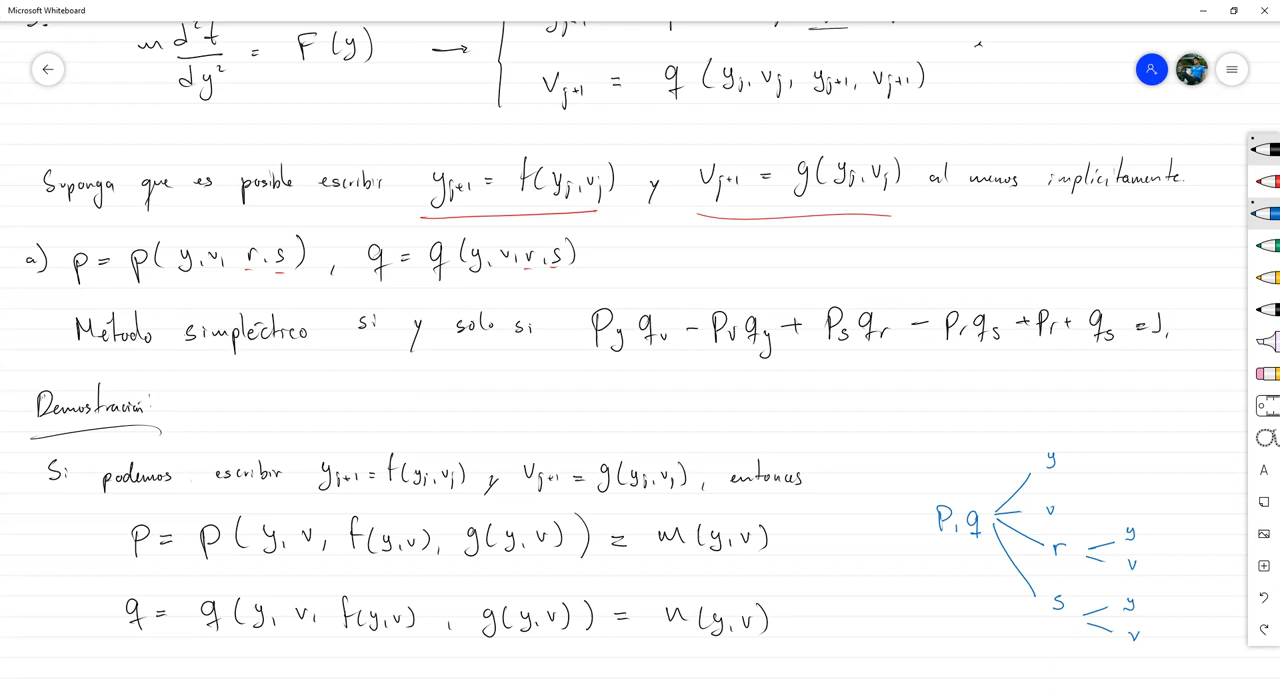 Microsoft Whiteboard
m d²t/dy² = F(y) →
V_{j+1} = q (y_j, v_j, y_{j+1}, v_{j+1})
Suponga que es posible escribir y_{j+1} = f(y_j, v_j) y v_{j+1} = g(y_j, v_j) al menos implícitamente.
a) p = p(y, v, r, s), q = q(y, v, r, s)
Método simpléctico si y solo si p_y q_v - p_v q_y + p_s q_r - p_r q_s + p_r + q_s = 1.
Demostración:
Si podemos escribir y_{j+1} = f(y_j, v_j) y v_{j+1} = g(y_j, v_j), entonces
p = p(y, v, f(y,v), g(y,v)) = m(y,v)
q = q(y, v, f(y,v), g(y,v)) = n(y,v)
y
p, q
v
r
y
v
s
y
v
A